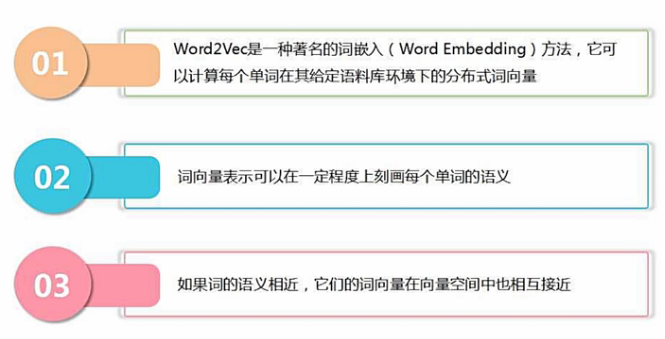 01
Word2Vec是一种著名的词嵌入（Word Embedding）方法，它可
以计算每个单词在其给定语料库环境下的分布式词向量
02
词向量表示可以在一定程度上刻画每个单词的语义
03
如果词的语义相近，它们的词向量在向量空间中也相互接近